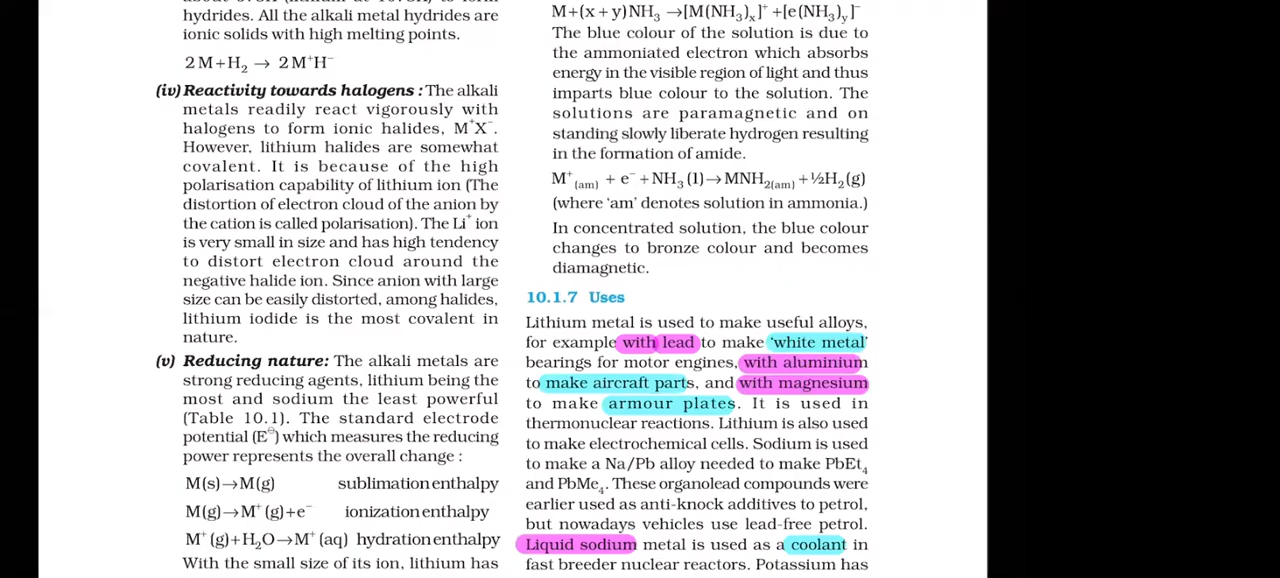 hydrides. All the alkali metal hydrides are
ionic solids with high melting points.
2M+H₂ → 2M⁺H⁻
(iv) Reactivity towards halogens : The alkali
metals readily react vigorously with
halogens to form ionic halides, M⁺X⁻.
However, lithium halides are somewhat
covalent. It is because of the high
polarisation capability of lithium ion (The
distortion of electron cloud of the anion by
the cation is called polarisation). The Li⁺ ion
is very small in size and has high tendency
to distort electron cloud around the
negative halide ion. Since anion with large
size can be easily distorted, among halides,
lithium iodide is the most covalent in
nature.
(v) Reducing nature: The alkali metals are
strong reducing agents, lithium being the
most and sodium the least powerful
(Table 10.1). The standard electrode
potential (E⊖) which measures the reducing
power represents the overall change :
M(s)→M(g) sublimation enthalpy
M(g)→M⁺(g)+e⁻ ionization enthalpy
M⁺(g)+H₂O→M⁺(aq) hydration enthalpy
With the small size of its ion, lithium has
M+(x+y)NH₃ →[M(NH₃)ₓ]⁺ +[e(NH₃)ᵧ]⁻
The blue colour of the solution is due to
the ammoniated electron which absorbs
energy in the visible region of light and thus
imparts blue colour to the solution. The
solutions are paramagnetic and on
standing slowly liberate hydrogen resulting
in the formation of amide.
M⁺(am) + e⁻ +NH₃(1)→MNH₂(am) +½H₂(g)
(where 'am' denotes solution in ammonia.)
In concentrated solution, the blue colour
changes to bronze colour and becomes
diamagnetic.
10.1.7 Uses
Lithium metal is used to make useful alloys,
for example with lead to make 'white metal'
bearings for motor engines, with aluminium
to make aircraft parts, and with magnesium
to make armour plates. It is used in
thermonuclear reactions. Lithium is also used
to make electrochemical cells. Sodium is used
to make a Na/Pb alloy needed to make PbEt₄
and PbMe₄. These organolead compounds were
earlier used as anti-knock additives to petrol,
but nowadays vehicles use lead-free petrol.
Liquid sodium metal is used as a coolant in
fast breeder nuclear reactors. Potassium has